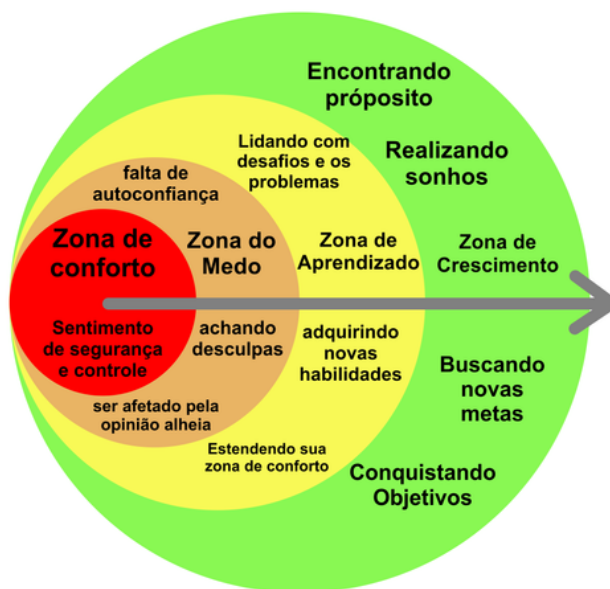 Encontrando
próposito
Lidando com
desafios e os
problemas
Realizando
sonhos
falta de
autoconfiança
Zona de
conforto
Zona do
Medo
Zona de
Aprendizado
Zona de
Crescimento
Sentimento
de segurança
e controle
achando
desculpas
adquirindo
novas
habilidades
Buscando
novas
metas
ser afetado pela
opinião alheia
Estendendo sua
zona de conforto
Conquistando
Objetivos